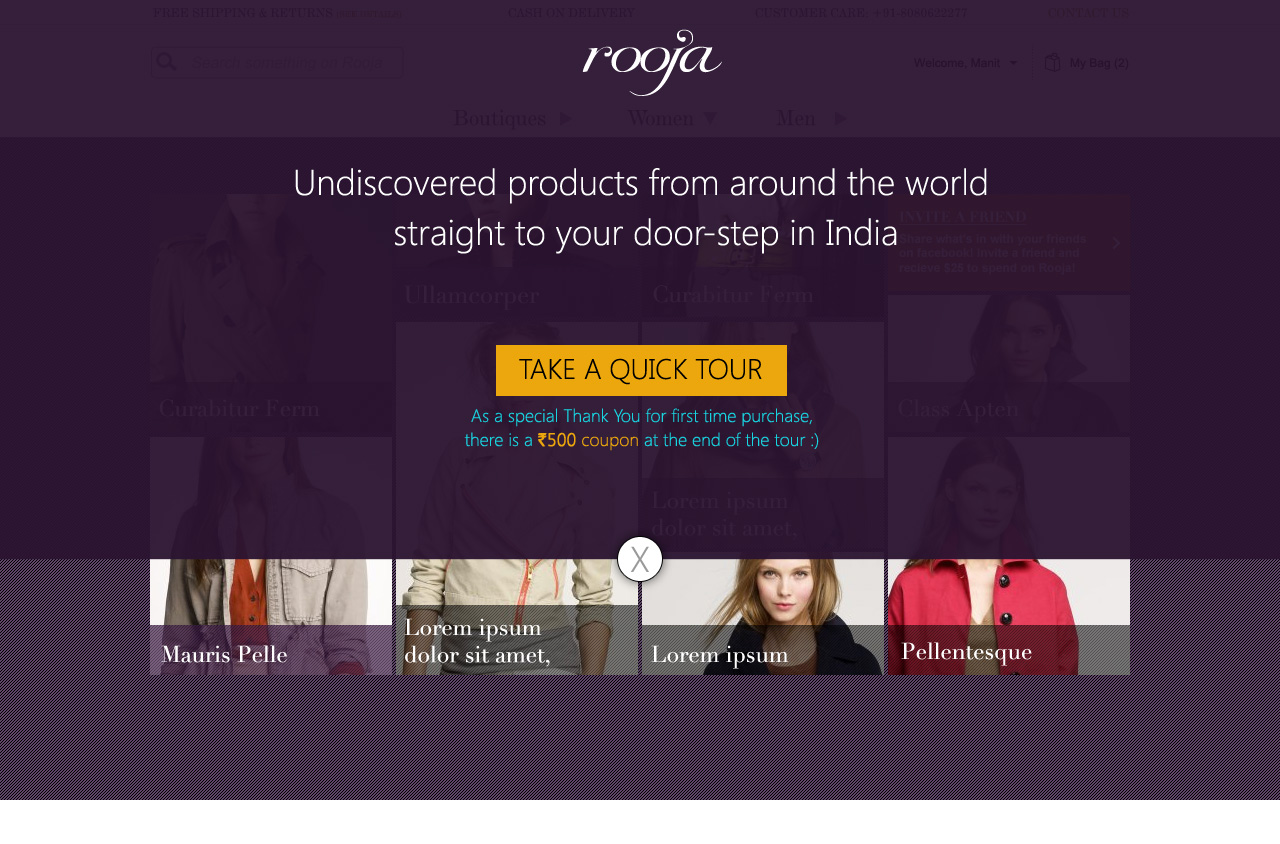 FREE SHIPPING & RETURNS
CASH ON DELIVERY
CUSTOMER CARE +91-8080622277
CONTACT US
Search something on Rooja
rooja
Welcome, Manit
My Bag (2)
Boutiques
Women
Men
Undiscovered products from around the world
straight to your door-step in India
INVITE A FRIEND
Share what's in with your friends
on facebook! Invite a friend and
recieve $25 to spend on Rooja!
Ullamcorper
Curabitur Ferm
TAKE A QUICK TOUR
As a special Thank You for first time purchase,
there is a ₹500 coupon at the end of the tour :)
Curabitur Ferm
Class Apten
Lorem ipsum
dolor sit amet,
X
Mauris Pelle
Lorem ipsum
dolor sit amet,
Lorem ipsum
Pellentesque